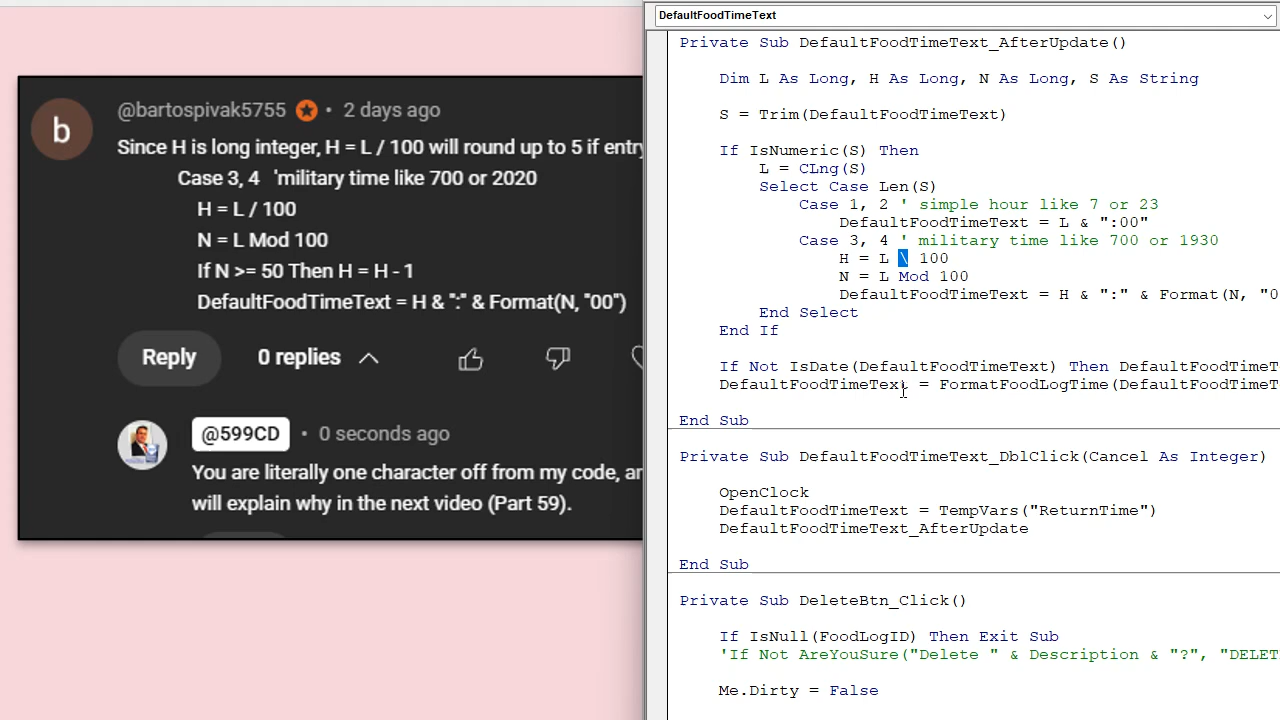 DefaultFoodTimeText
b
@bartospivak5755 • 2 days ago
Since H is long integer, H = L / 100 will round up to 5 if entry
Case 3, 4 'military time like 700 or 2020
H = L / 100
N = L Mod 100
If N >= 50 Then H = H - 1
DefaultFoodTimeText = H & ":" & Format(N, "00")
Reply 0 replies
@599CD • 0 seconds ago
You are literally one character off from my code, an
will explain why in the next video (Part 59).
Private Sub DefaultFoodTimeText_AfterUpdate()
Dim L As Long, H As Long, N As Long, S As String
S = Trim(DefaultFoodTimeText)
If IsNumeric(S) Then
L = CLng(S)
Select Case Len(S)
Case 1, 2 ' simple hour like 7 or 23
DefaultFoodTimeText = L & ":00"
Case 3, 4 ' military time like 700 or 1930
H = L \ 100
N = L Mod 100
DefaultFoodTimeText = H & ":" & Format(N, "0
End Select
End If
If Not IsDate(DefaultFoodTimeText) Then DefaultFoodTimeT
DefaultFoodTimeText = FormatFoodLogTime(DefaultFoodTimeT
End Sub
Private Sub DefaultFoodTimeText_DblClick(Cancel As Integer)
OpenClock
DefaultFoodTimeText = TempVars("ReturnTime")
DefaultFoodTimeText_AfterUpdate
End Sub
Private Sub DeleteBtn_Click()
If IsNull(FoodLogID) Then Exit Sub
'If Not AreYouSure("Delete " & Description & "?", "DELET
Me.Dirty = False